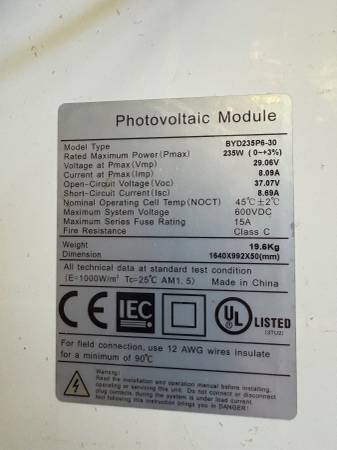 Photovoltaic Module
Model Type BYD235P6-30
Rated Maximum Power(Pmax) 235W (0~+3%)
Voltage at Pmax(Vmp) 29.06V
Current at Pmax(Imp) 8.09A
Open-Circuit Voltage(Voc) 37.07V
Short-Circuit Current(Isc) 8.69A
Nominal Operating Cell Temp(NOCT) 45℃±2℃
Maximum System Voltage 600VDC
Maximum Series Fuse Rating 15A
Fire Resistance Class C
Weight 19.6Kg
Dimension 1640X992X50(mm)
All technical data at standard test condition
(E=1000W/m² Tc=25℃ AM1.5) Made in China
CE IEC UL LISTED
(37U2)
For field connection, use 12 AWG wires insulate
for a minimum of 90℃
Warning:
Read the installation and operation manual before installing,
operating or servicing this unit. Do not connect or disconnect
plug contacts, during the system is under load current.
Not following this instruction brings you in DANGER!